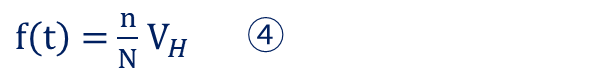 f(t) = n/N V_H ④